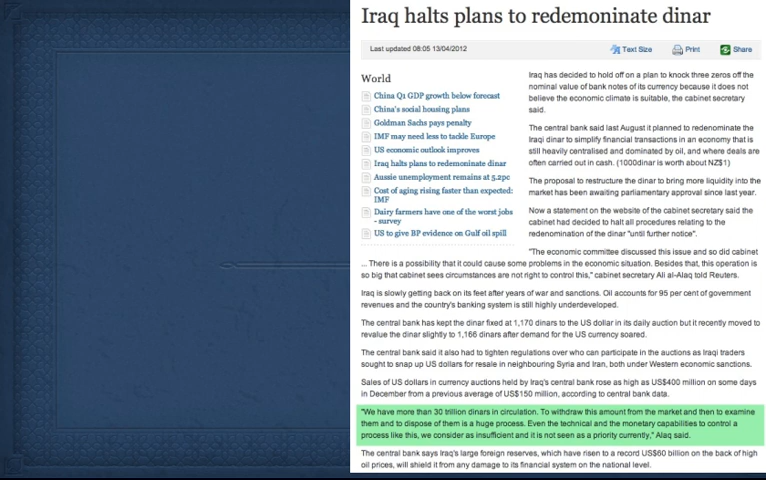 Iraq halts plans to redemoninate dinar
Last updated 08:05 13/04/2012
Text Size
Print
Share
World
China Q1 GDP growth below forecast
China's social housing plans
Goldman Sachs pays penalty
IMF may need less to tackle Europe
US economic outlook improves
Iraq halts plans to redemoninate dinar
Aussie unemployment remains at 5.2pc
Cost of aging rising faster than expected:
IMF
Dairy farmers have one of the worst jobs
- survey
US to give BP evidence on Gulf oil spill
Iraq has decided to hold off on a plan to knock three zeros off the
nominal value of bank notes of its currency because it does not
believe the economic climate is suitable, the cabinet secretary
said.
The central bank said last August it planned to redenominate the
Iraqi dinar to simplify financial transactions in an economy that is
still heavily centralised and dominated by oil, and where deals are
often carried out in cash. (1000dinar is worth about NZ$1)
The proposal to restructure the dinar to bring more liquidity into the
market has been awaiting parliamentary approval since last year.
Now a statement on the website of the cabinet secretary said the
cabinet had decided to halt all procedures relating to the
redenomination of the dinar "until further notice".
"The economic committee discussed this issue and so did cabinet
... There is a possibility that it could cause some problems in the economic situation. Besides that, this operation is
so big that cabinet sees circumstances are not right to control this," cabinet secretary Ali al-Alaq told Reuters.
Iraq is slowly getting back on its feet after years of war and sanctions. Oil accounts for 95 per cent of government
revenues and the country's banking system is still highly underdeveloped.
The central bank has kept the dinar fixed at 1,170 dinars to the US dollar in its daily auction but it recently moved to
revalue the dinar slightly to 1,166 dinars after demand for the US currency soared.
The central bank said it also had to tighten regulations over who can participate in the auctions as Iraqi traders
sought to snap up US dollars for resale in neighbouring Syria and Iran, both under Western economic sanctions.
Sales of US dollars in currency auctions held by Iraq's central bank rose as high as US$400 million on some days
in December from a previous average of US$150 million, according to central bank data.
"We have more than 30 trillion dinars in circulation. To withdraw this amount from the market and then to examine
them and to dispose of them is a huge process. Even the technical and the monetary capabilities to control a
process like this, we consider as insufficient and it is not seen as a priority currently," Alaq said.
The central bank says Iraq's large foreign reserves, which have risen to a record US$60 billion on the back of high
oil prices, will shield it from any damage to its financial system on the national level.